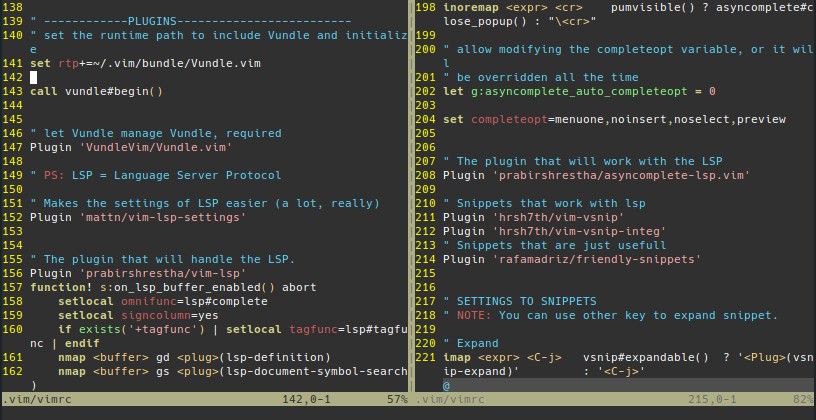 138
139 " ------------PLUGINS-------------------------
140 " set the runtime path to include Vundle and initializ
e
141 set rtp+=~/.vim/bundle/Vundle.vim
142
143 call vundle#begin()
144
145
146 " let Vundle manage Vundle, required
147 Plugin 'VundleVim/Vundle.vim'
148
149 " PS: LSP = Language Server Protocol
150
151 " Makes the settings of LSP easier (a lot, really)
152 Plugin 'mattn/vim-lsp-settings'
153
154
155 " The plugin that will handle the LSP.
156 Plugin 'prabirshrestha/vim-lsp'
157 function! s:on_lsp_buffer_enabled() abort
158     setlocal omnifunc=lsp#complete
159     setlocal signcolumn=yes
160     if exists('+tagfunc') | setlocal tagfunc=lsp#tagfu
nc | endif
161     nmap <buffer> gd <plug>(lsp-definition)
162     nmap <buffer> gs <plug>(lsp-document-symbol-search
)
.vim/vimrc 142,0-1 57%
198 inoremap <expr> <cr>    pumvisible() ? asyncomplete#c
lose_popup() : "\<cr>"
199
200 " allow modifying the completeopt variable, or it wil
l
201 " be overridden all the time
202 let g:asyncomplete_auto_completeopt = 0
203
204 set completeopt=menuone,noinsert,noselect,preview
205
206
207 " The plugin that will work with the LSP
208 Plugin 'prabirshrestha/asyncomplete-lsp.vim'
209
210 " Snippets that work with lsp
211 Plugin 'hrsh7th/vim-vsnip'
212 Plugin 'hrsh7th/vim-vsnip-integ'
213 " Snippets that are just usefull
214 Plugin 'rafamadriz/friendly-snippets'
215
216
217 " SETTINGS TO SNIPPETS
218 " NOTE: You can use other key to expand snippet.
219
220 " Expand
221 imap <expr> <C-j>   vsnip#expandable()  ? '<Plug>(vsn
ip-expand)'         : '<C-j>'
@
.vim/vimrc 215,0-1 82%